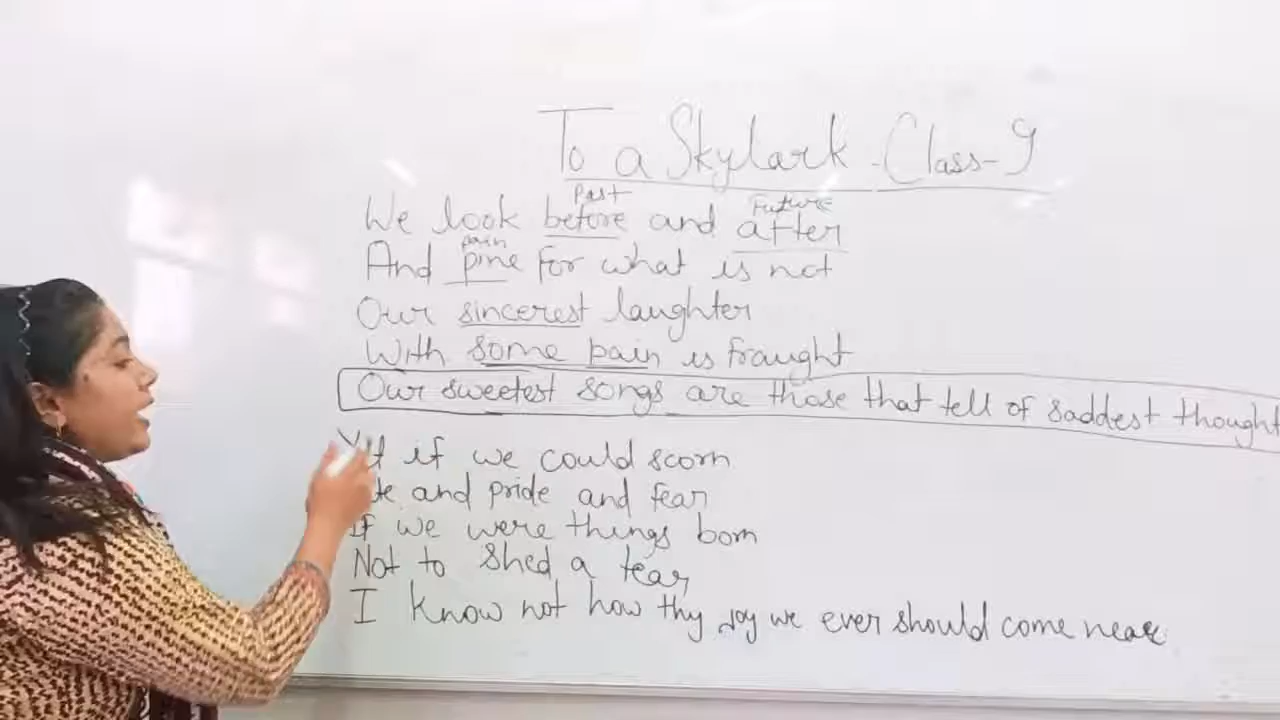 To a Skylark - Class-9
Past
Future
We look before and after
pain
And pine for what is not
Our sincerest laughter
With some pain is fraught
Our sweetest songs are those that tell of saddest thought
if we could scorn
and pride and fear
If we were things born
Not to shed a tear
I know not how thy joy we ever should come near.